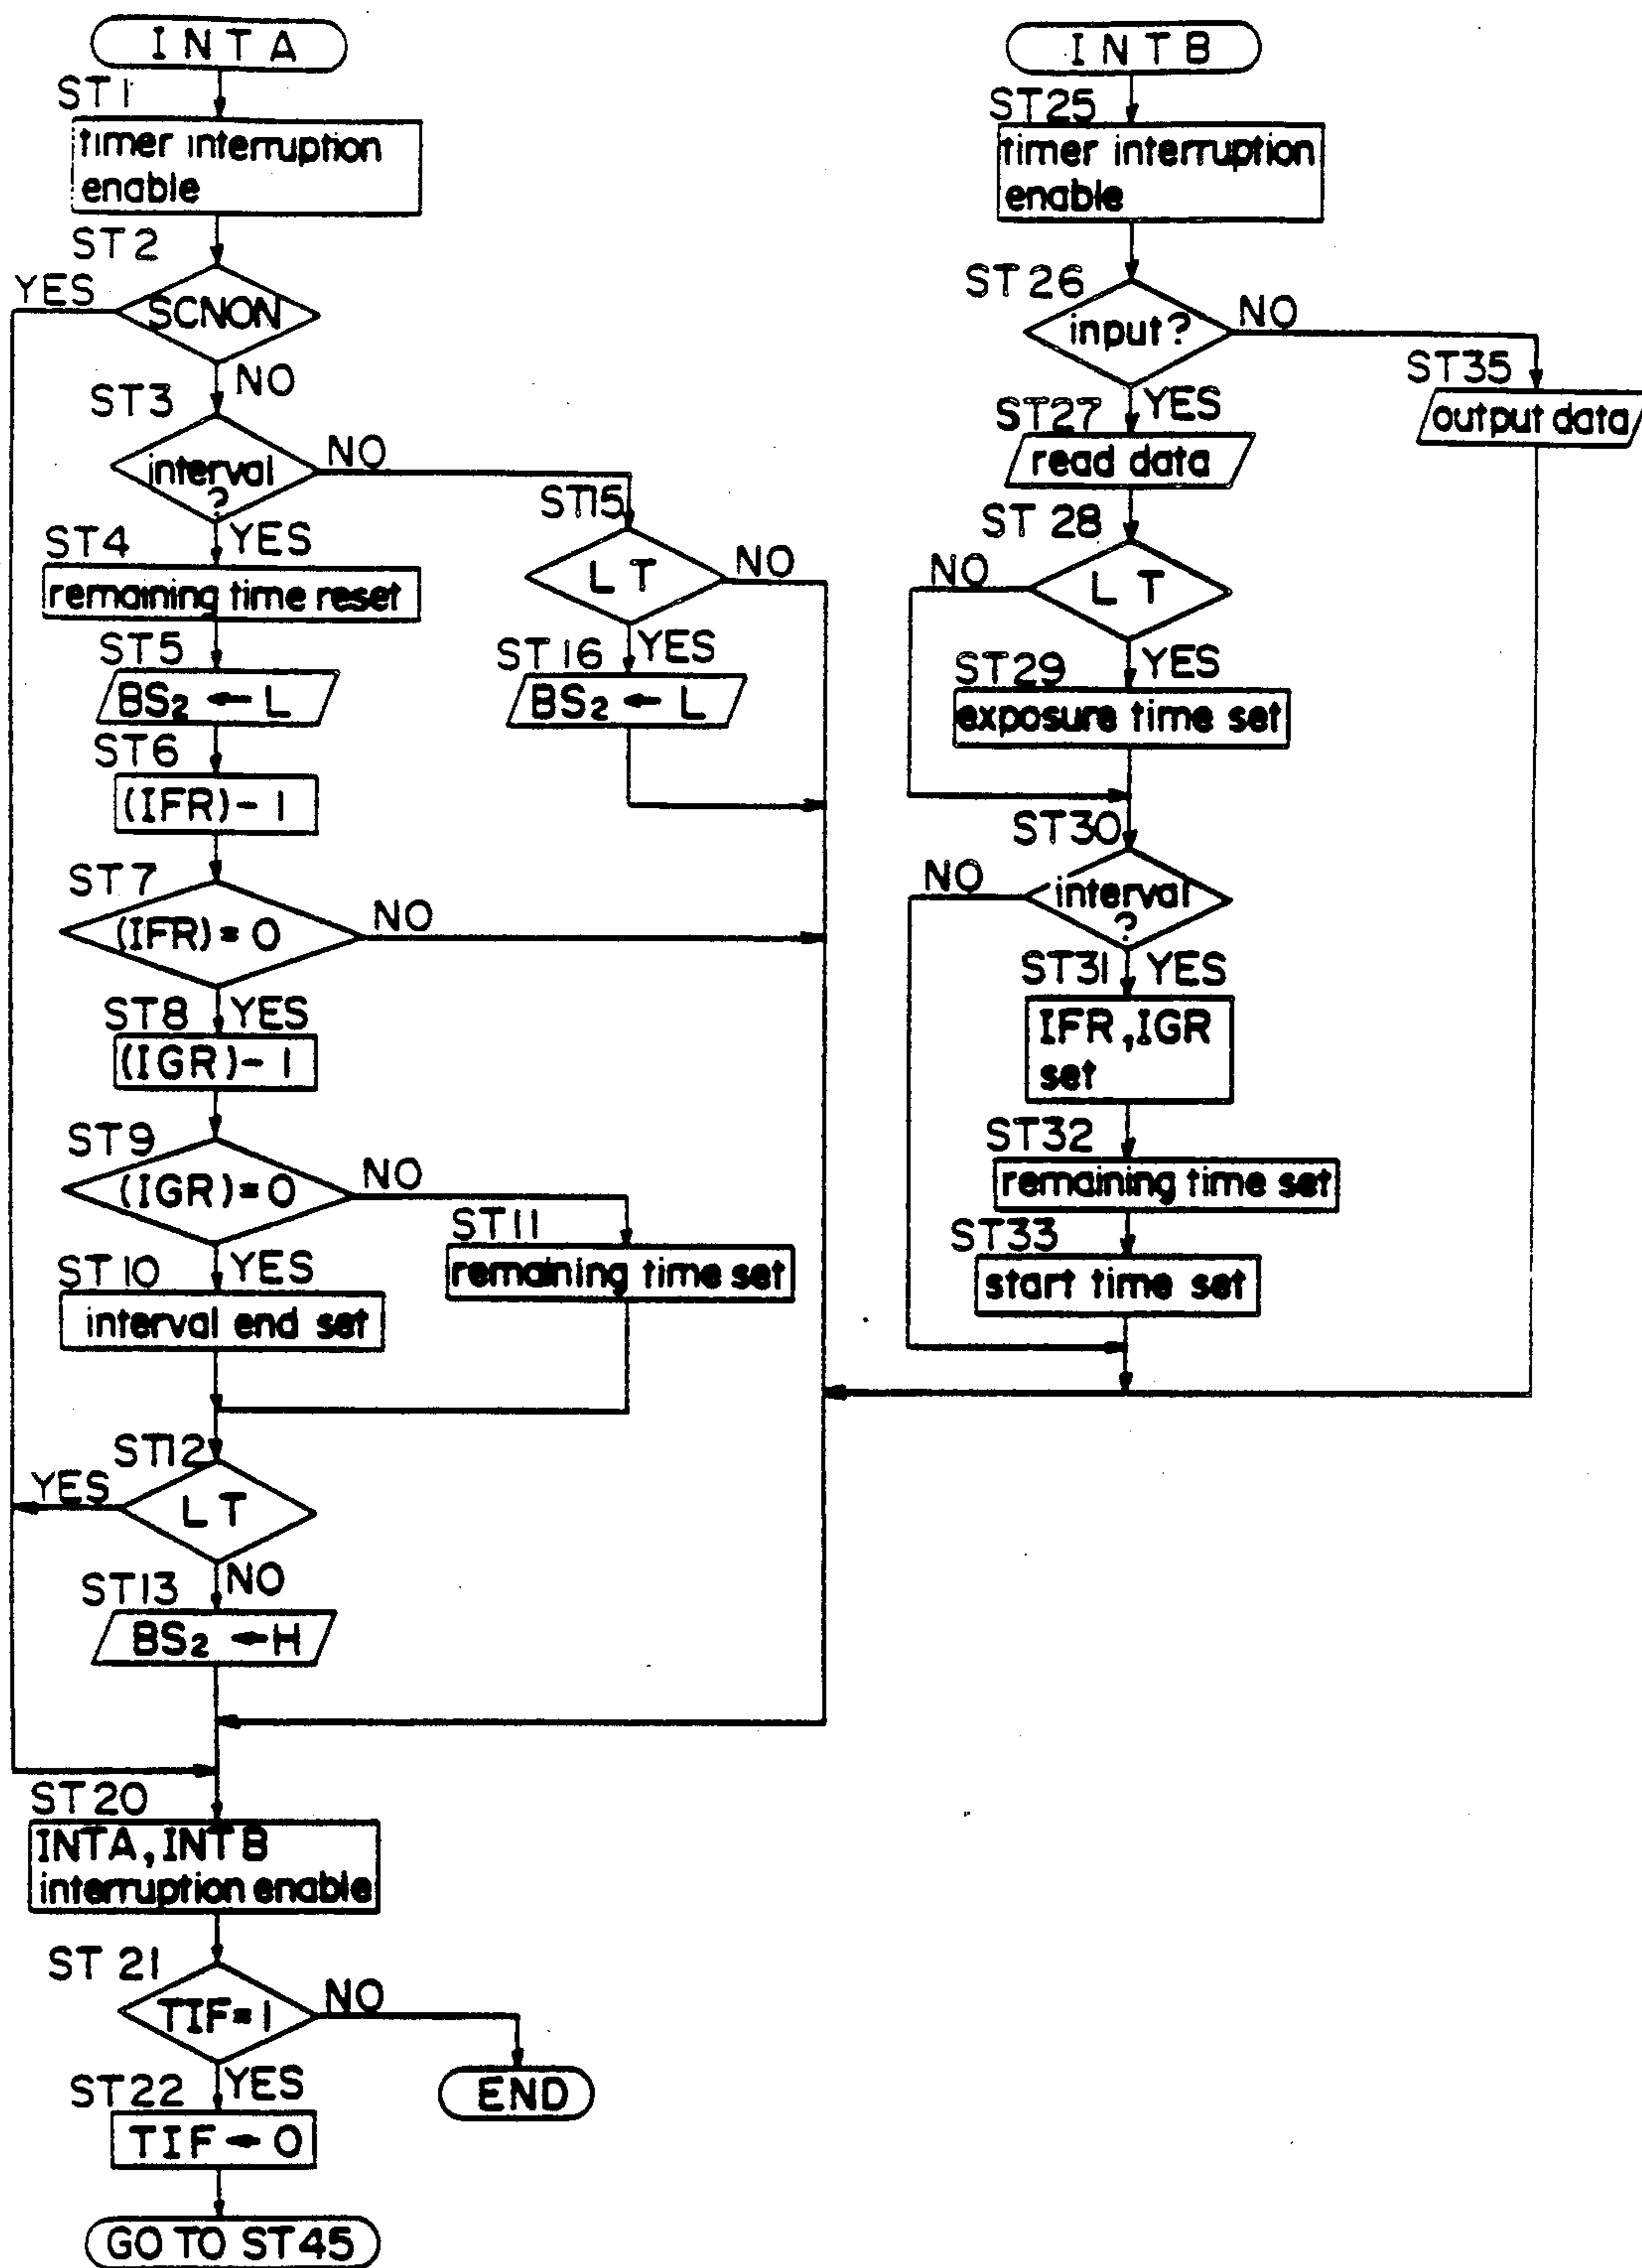 INTA
ST1
timer interruption
enable
ST2
SCNON
YES
NO
ST3
interval
?
NO
YES
ST4
remaining time reset
ST5
BS₂ ← L
ST6
(IFR) - 1
ST7
(IFR) = 0
NO
YES
ST8
(IGR) - 1
ST9
(IGR) = 0
NO
YES
ST10
interval end set
ST11
remaining time set
ST12
LT
YES
NO
ST13
BS₂ ← H
ST15
LT
NO
YES
ST16
BS₂ ← L
ST20
INTA, INTB
interruption enable
ST21
TIF = 1
NO
END
YES
ST22
TIF ← 0
GO TO ST45
INTB
ST25
timer interruption
enable
ST26
input?
NO
YES
ST35
output data
ST27
read data
ST28
LT
NO
YES
ST29
exposure time set
ST30
interval
?
NO
YES
ST31
IFR, IGR
set
ST32
remaining time set
ST33
start time set